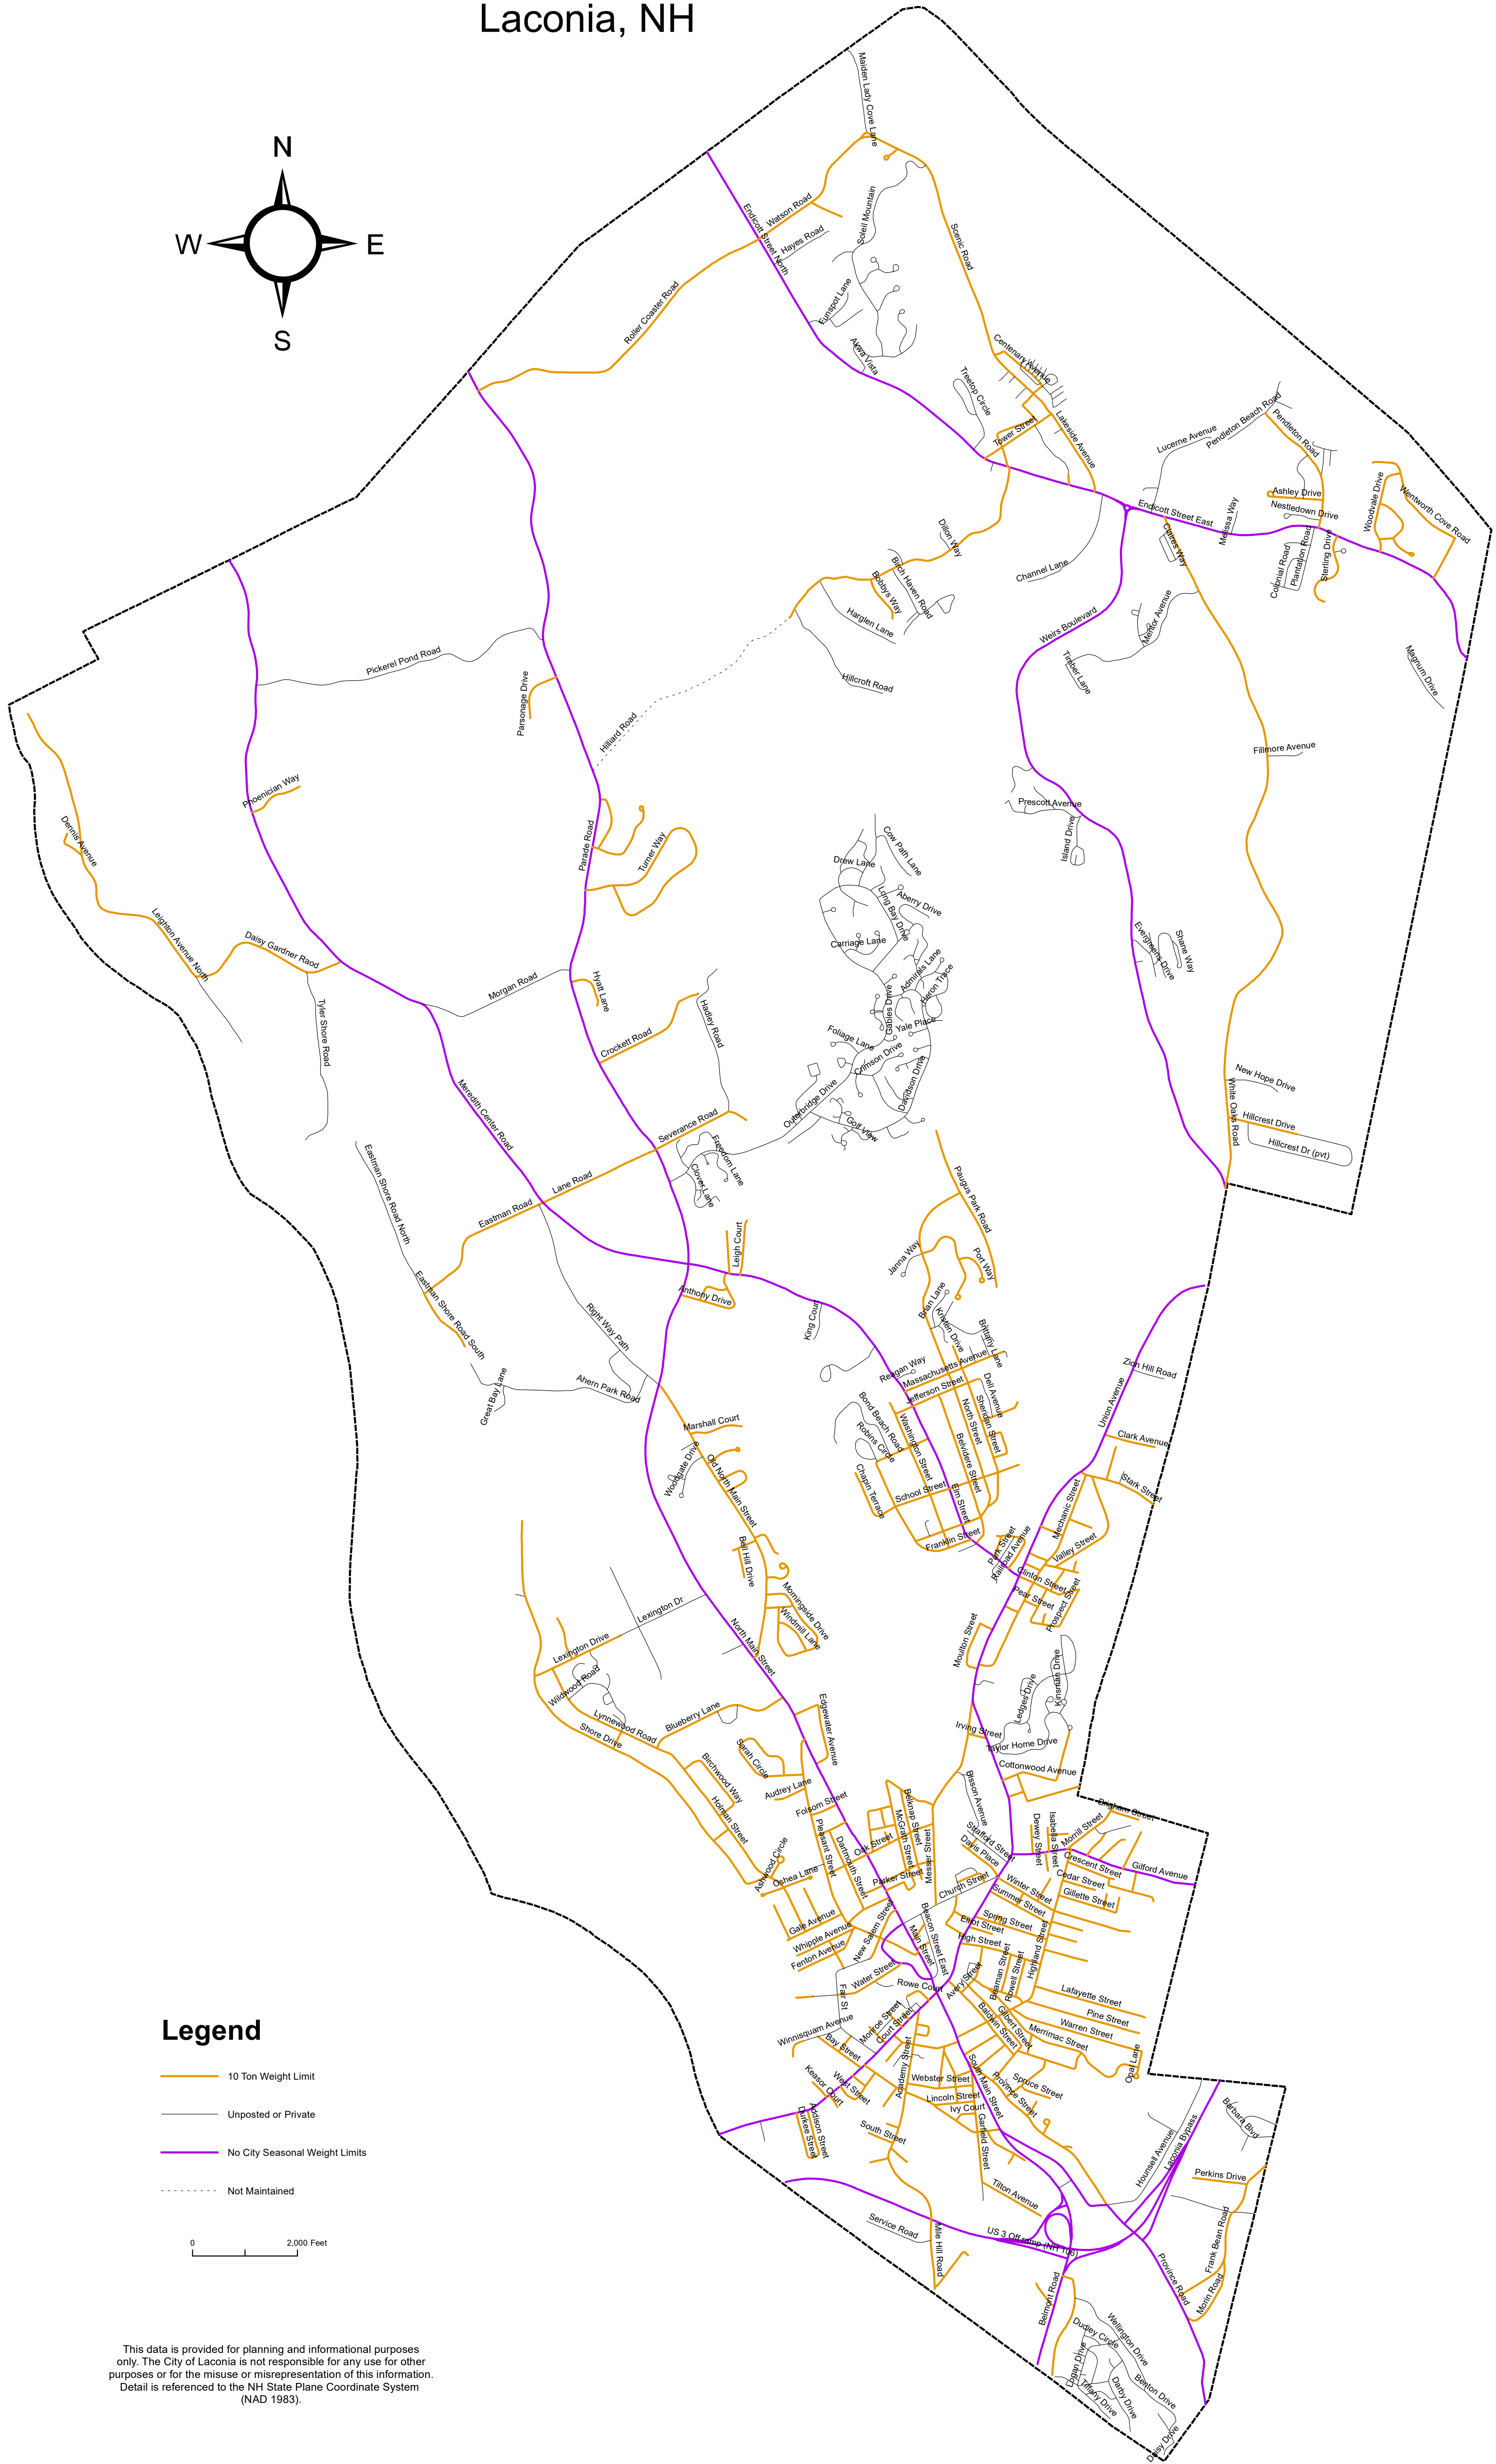 Laconia, NH
N
W
E
S
Maiden Lady Cove Lane
Watson Road
Endicott Street North
Hayes Road
Soleil Mountain
Scenic Road
Roller Coaster Road
Funspot Lane
Akwa Vista
Centenary Avenue
Treetop Circle
Tower Street
Lakeside Avenue
Lucerne Avenue
Pendleton Beach Road
Pendleton Road
Ashley Drive
Nestledown Drive
Woodvale Drive
Wentworth Cove Road
Endicott Street East
Melissa Way
Claires Way
Colonial Road
Plantation Road
Sterling Drive
Dillon Way
Channel Lane
Birch Haven Road
Bobbys Way
Harglen Lane
Hillcroft Road
Weirs Boulevard
Mentor Avenue
Timber Lane
Magnum Drive
Pickerel Pond Road
Parsonage Drive
Hilliard Road
Fillmore Avenue
Phoenician Way
Prescott Avenue
Island Drive
Dennis Avenue
Parade Road
Turner Way
Drew Lane
Cow Path Lane
Long Bay Drive
Aberry Drive
Carriage Lane
Leighton Avenue North
Daisy Gardner Raod
Evergreens Drive
Shane Way
Admirals Lane
Heron Trace
Morgan Road
Hyatt Lane
Gables Drive
Yale Place
Tyler Shore Road
Hadley Road
Crockett Road
Foliage Lane
Crimson Drive
Davidson Drive
Outerbridge Drive
Golf View
New Hope Drive
White Oaks Road
Hillcrest Drive
Hillcrest Dr (pvt)
Meredith Center Road
Severance Road
Freedom Lane
Clover Lane
Lane Road
Eastman Road
Eastman Shore Road North
Paugus Park Road
Leigh Court
Janna Way
Port Way
Anthony Drive
Eastman Shore Road South
Brian Lane
Kristen Drive
Brittany Lane
King Court
Right Way Path
Reagan Way
Massachusetts Avenue
Jefferson Street
Zion Hill Road
Great Bay Lane
Ahern Park Road
Dell Avenue
Sheridan Street
North Street
Union Avenue
Bond Beach Road
Robins Circle
Washington Street
Belvidere Street
Clark Avenue
Marshall Court
Woodgate Drive
Old North Main Street
Chapin Terrace
School Street
Elm Street
Stark Street
Mechanic Street
Franklin Street
Park Street
Railroad Avenue
Valley Street
Bell Hill Drive
Clinton Street
Pear Street
Prospect Street
Morningside Drive
Windmill Lane
Lexington Dr
Lexington Drive
North Main Street
Moulton Street
Kinsman Drive
Ledges Drive
Wildwood Road
Lynnewood Road
Shore Drive
Blueberry Lane
Edgewater Avenue
Irving Street
Taylor Home Drive
Cottonwood Avenue
Sarah Circle
Birchwood Way
Audrey Lane
Holman Street
Folsom Street
Bisson Avenue
Belknap Street
McGrath Street
Messer Street
Pleasant Street
Dartmouth Street
Oak Street
Strafford Street
Davis Place
Dewey Street
Isabella Street
Morrill Street
Brigham Street
Crescent Street
Gilford Avenue
Cedar Street
Gillette Street
Ashwood Circle
Oshea Lane
Parker Street
Church Street
Winter Street
Summer Street
Gale Avenue
Whipple Avenue
Fenton Avenue
New Salem Street
Main Street
Beacon Street East
Spring Street
Elliot Street
High Street
Highland Street
Beaman Street
Rowell Street
Water Street
Rowe Court
Avery Street
Fair St
Lafayette Street
Pine Street
Warren Street
Merrimac Street
Gilbert Street
Baldwin Street
Winnisquam Avenue
Monroe Street
Court Street
Bay Street
Academy Street
South Main Street
Opal Lane
Keasor Court
West Street
Webster Street
Lincoln Street
Ivy Court
Province Street
Spruce Street
Addison Street
Durkee Street
South Street
Garfield Street
Hounsell Avenue
Laconia Bypass
Barbara Blvd
Perkins Drive
Tilton Avenue
Service Road
Mile Hill Road
US 3 Off ramp (NH 106)
Frank Bean Road
Province Road
Morin Road
Belmont Road
Wellington Drive
Dudley Circle
Logan Drive
Tiffany Drive
Darby Drive
Benton Drive
Daisy Drive
Legend
10 Ton Weight Limit
Unposted or Private
No City Seasonal Weight Limits
Not Maintained
0 2,000 Feet
This data is provided for planning and informational purposes
only. The City of Laconia is not responsible for any use for other
purposes or for the misuse or misrepresentation of this information.
Detail is referenced to the NH State Plane Coordinate System
(NAD 1983).